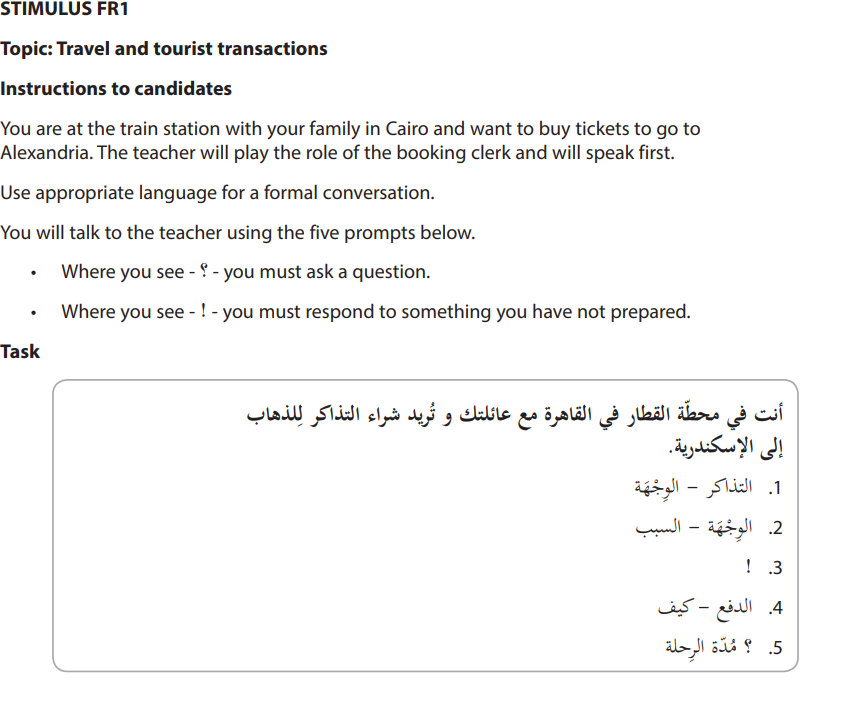 STIMULUS FR1
Topic: Travel and tourist transactions
Instructions to candidates
You are at the train station with your family in Cairo and want to buy tickets to go to
Alexandria. The teacher will play the role of the booking clerk and will speak first.
Use appropriate language for a formal conversation.
You will talk to the teacher using the five prompts below.
• Where you see - ؟ - you must ask a question.
• Where you see - ! - you must respond to something you have not prepared.
Task
أنت في محطّة القطار في القاهرة مع عائلتك و تُريد شراء التذاكر لِلذهاب
إلى الإسكندرية.
1. التذاكر – الوِجْهَة
2. الوِجْهَة – السبب
3. !
4. الدفع – كيف
5. ؟ مُدّة الرِحلة